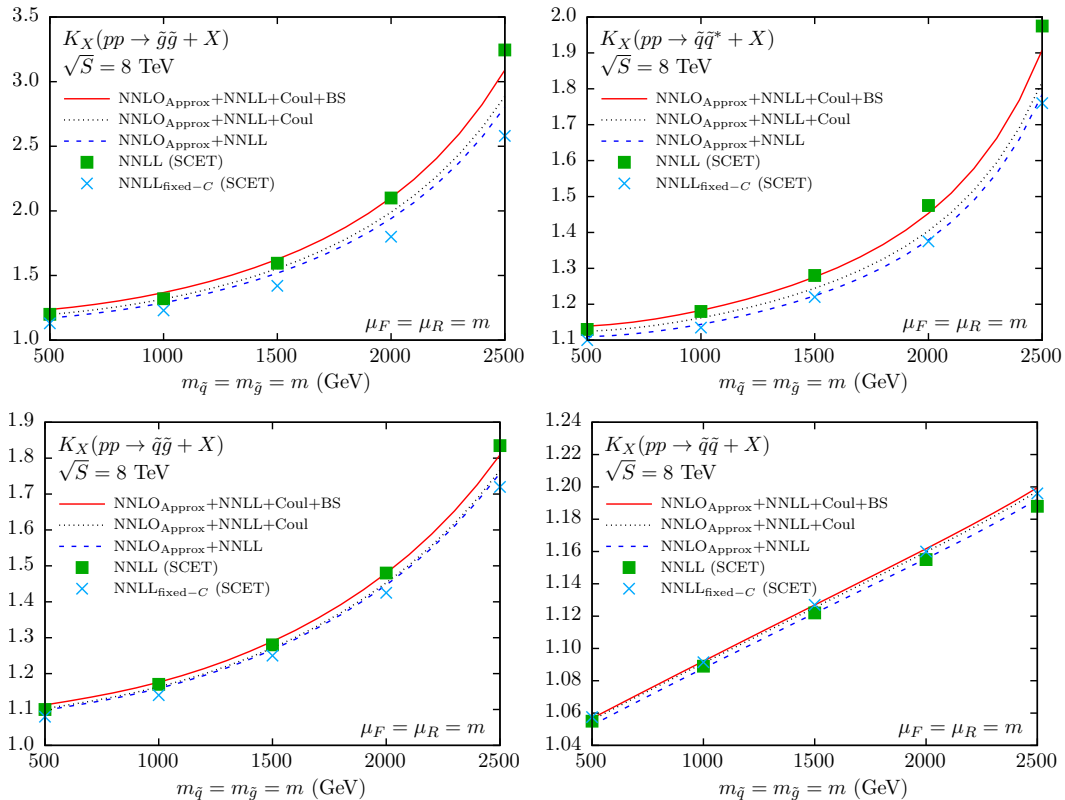 K_X(pp → g̃g̃ + X)
√S = 8 TeV
NNLO_Approx+NNLL+Coul+BS
NNLO_Approx+NNLL+Coul
NNLO_Approx+NNLL
NNLL (SCET)
NNLL_fixed−C (SCET)
μ_F = μ_R = m
3.5
3.0
2.5
2.0
1.5
1.0
500 1000 1500 2000 2500
m_q̃ = m_g̃ = m (GeV)
K_X(pp → q̃q̃* + X)
√S = 8 TeV
NNLO_Approx+NNLL+Coul+BS
NNLO_Approx+NNLL+Coul
NNLO_Approx+NNLL
NNLL (SCET)
NNLL_fixed−C (SCET)
μ_F = μ_R = m
2.0
1.9
1.8
1.7
1.6
1.5
1.4
1.3
1.2
1.1
500 1000 1500 2000 2500
m_q̃ = m_g̃ = m (GeV)
K_X(pp → q̃g̃ + X)
√S = 8 TeV
NNLO_Approx+NNLL+Coul+BS
NNLO_Approx+NNLL+Coul
NNLO_Approx+NNLL
NNLL (SCET)
NNLL_fixed−C (SCET)
μ_F = μ_R = m
1.9
1.8
1.7
1.6
1.5
1.4
1.3
1.2
1.1
1.0
500 1000 1500 2000 2500
m_q̃ = m_g̃ = m (GeV)
K_X(pp → q̃q̃ + X)
√S = 8 TeV
NNLO_Approx+NNLL+Coul+BS
NNLO_Approx+NNLL+Coul
NNLO_Approx+NNLL
NNLL (SCET)
NNLL_fixed−C (SCET)
μ_F = μ_R = m
1.24
1.22
1.20
1.18
1.16
1.14
1.12
1.10
1.08
1.06
1.04
500 1000 1500 2000 2500
m_q̃ = m_g̃ = m (GeV)